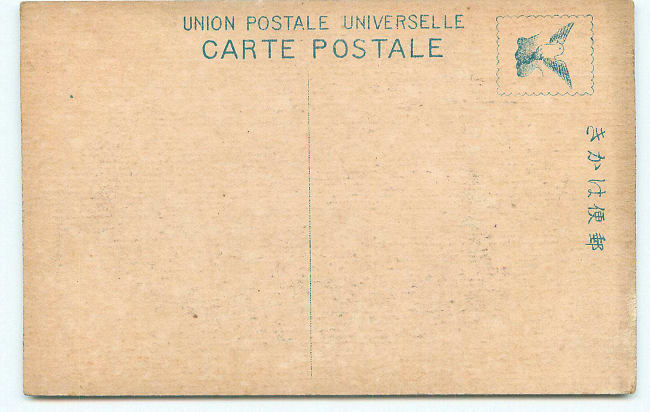 UNION POSTALE UNIVERSELLE
CARTE POSTALE
郵便はかき